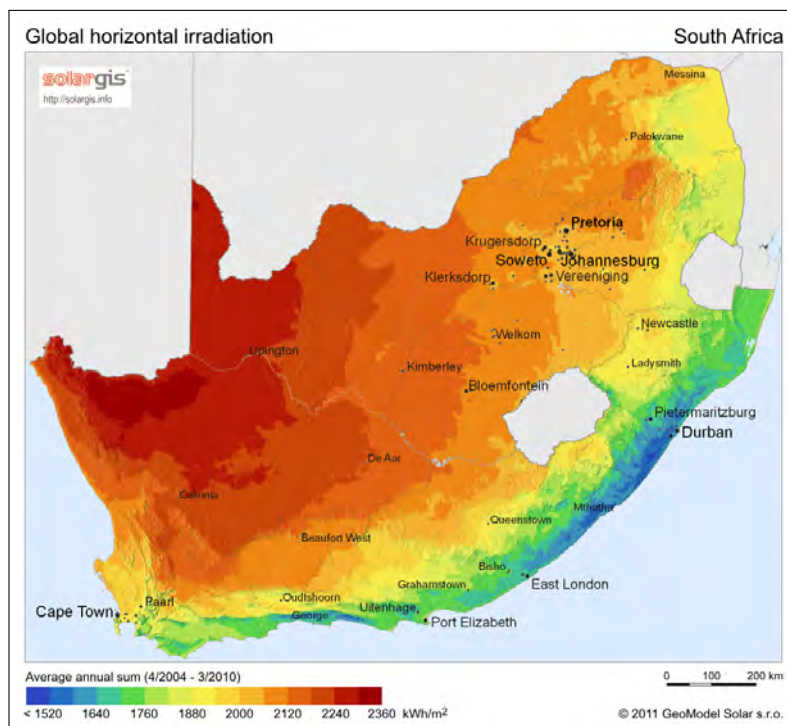 Global horizontal irradiation
South Africa
solargis
http://solargis.info
Messina
Polokwane
Pretoria
Krugersdorp
Soweto
Johannesburg
Klerksdorp
Vereeniging
Newcastle
Welkom
Upington
Ladysmith
Kimberley
Bloemfontein
Pietermaritzburg
Durban
De Aar
Calvinia
Mthatha
Queenstown
Beaufort West
Bisho
East London
Grahamstown
Oudtshoorn
Paarl
Cape Town
George
Uitenhage
Port Elizabeth
Average annual sum (4/2004 - 3/2010)
0 100 200 km
< 1520 1640 1760 1880 2000 2120 2240 2360 kWh/m²
© 2011 GeoModel Solar s.r.o.